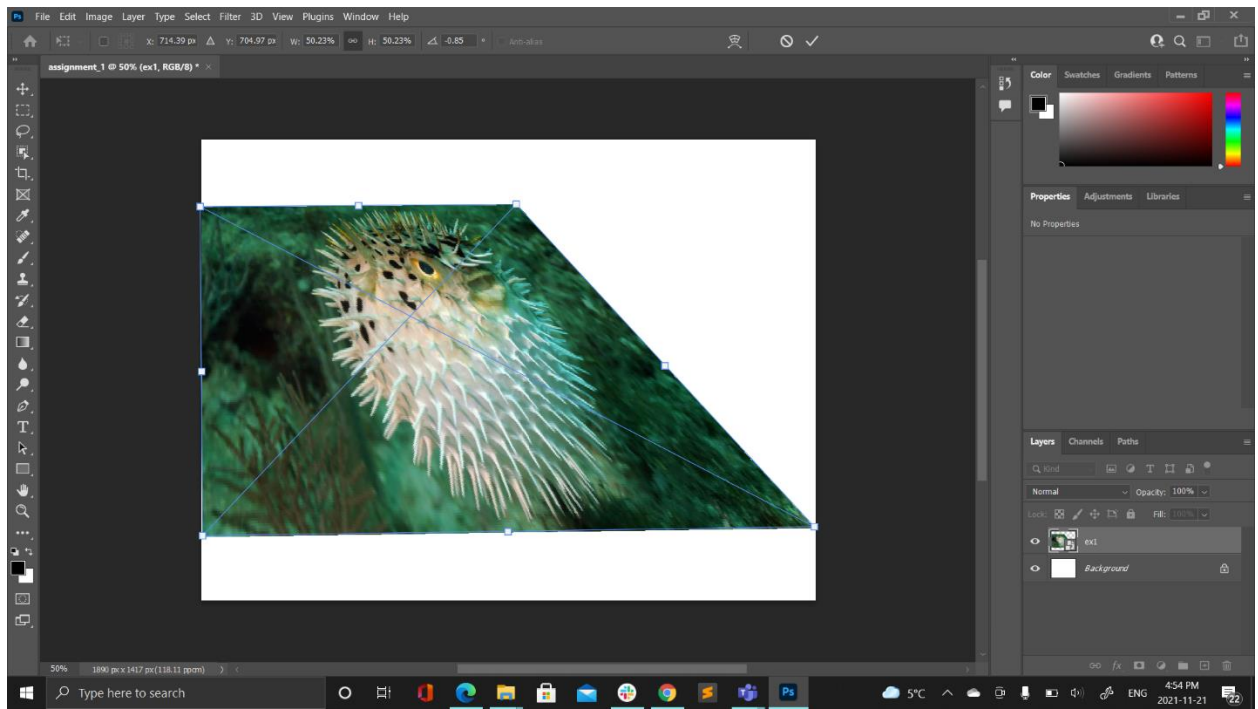 Ps File Edit Image Layer Type Select Filter 3D View Plugins Window Help
X: 714.39 px Δ Y: 704.97 px W: 50.23% H: 50.23% -0.85 ° Anti-alias
assignment_1 @ 50% (ex1, RGB/8) * ×
Color Swatches Gradients Patterns
Properties Adjustments Libraries
No Properties
Layers Channels Paths
Kind
Normal Opacity: 100%
Lock: Fill: 100%
ex1
Background
50% 1890 px x 1417 px (118.11 ppcm)
Type here to search
5°C ENG 4:54 PM
2021-11-21
22